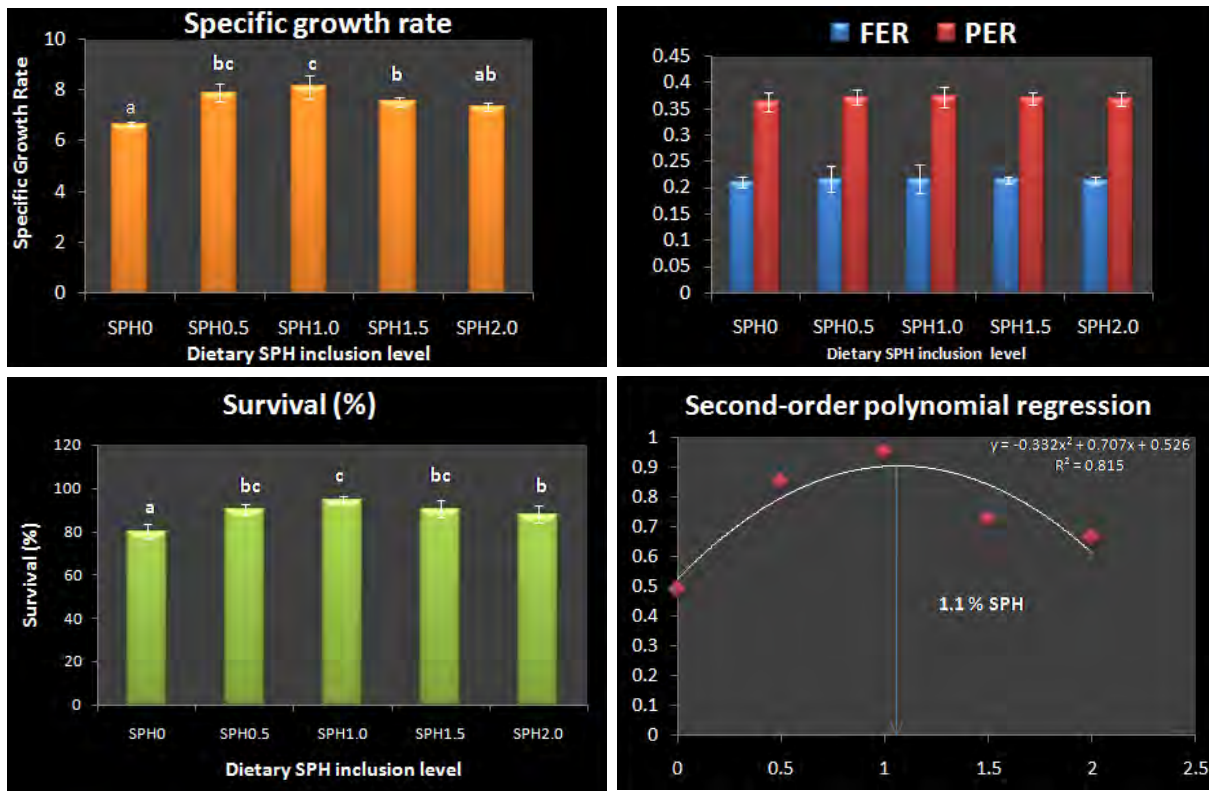 Specific growth rate
Specific Growth Rate
10
8
6
4
2
0
a
bc
c
b
ab
SPH0 SPH0.5 SPH1.0 SPH1.5 SPH2.0
Dietary SPH inclusion level
FER PER
0.45
0.4
0.35
0.3
0.25
0.2
0.15
0.1
0.05
0
SPH0 SPH0.5 SPH1.0 SPH1.5 SPH2.0
Dietary SPH inclusion level
Survival (%)
Survival (%)
120
100
80
60
40
20
0
a
bc
c
bc
b
SPH0 SPH0.5 SPH1.0 SPH1.5 SPH2.0
Dietary SPH inclusion level
Second-order polynomial regression
y = -0.332x² + 0.707x + 0.526
R² = 0.815
1
0.9
0.8
0.7
0.6
0.5
0.4
0.3
0.2
0.1
0
1.1 % SPH
0 0.5 1 1.5 2 2.5